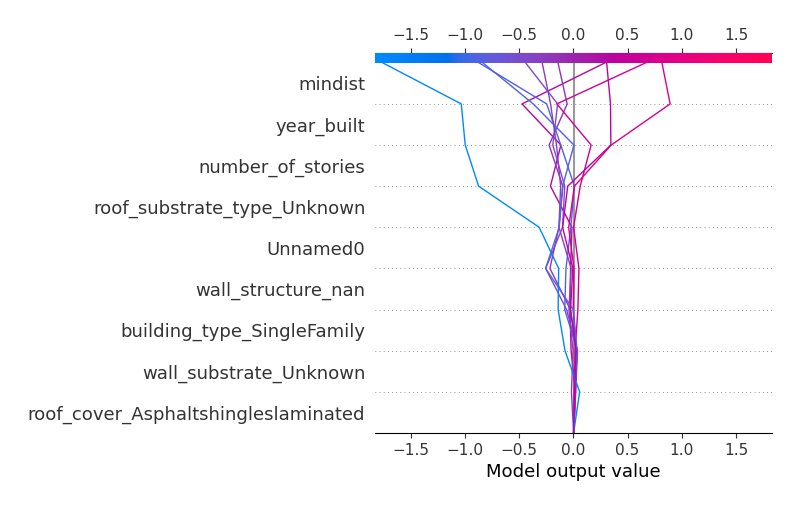 −1.5 −1.0 −0.5 0.0 0.5 1.0 1.5
mindist
year_built
number_of_stories
roof_substrate_type_Unknown
Unnamed0
wall_structure_nan
building_type_SingleFamily
wall_substrate_Unknown
roof_cover_Asphaltshingleslaminated
−1.5 −1.0 −0.5 0.0 0.5 1.0 1.5
Model output value